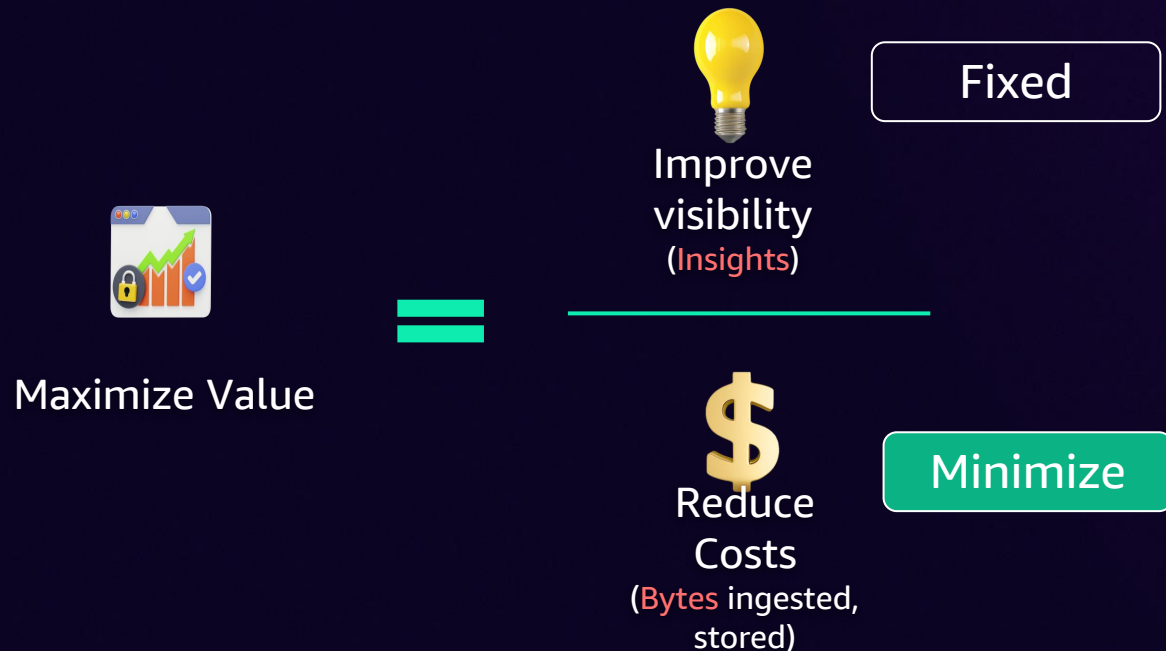 Fixed
Improve
visibility
(Insights)
Maximize Value
Minimize
Reduce
Costs
(Bytes ingested,
stored)